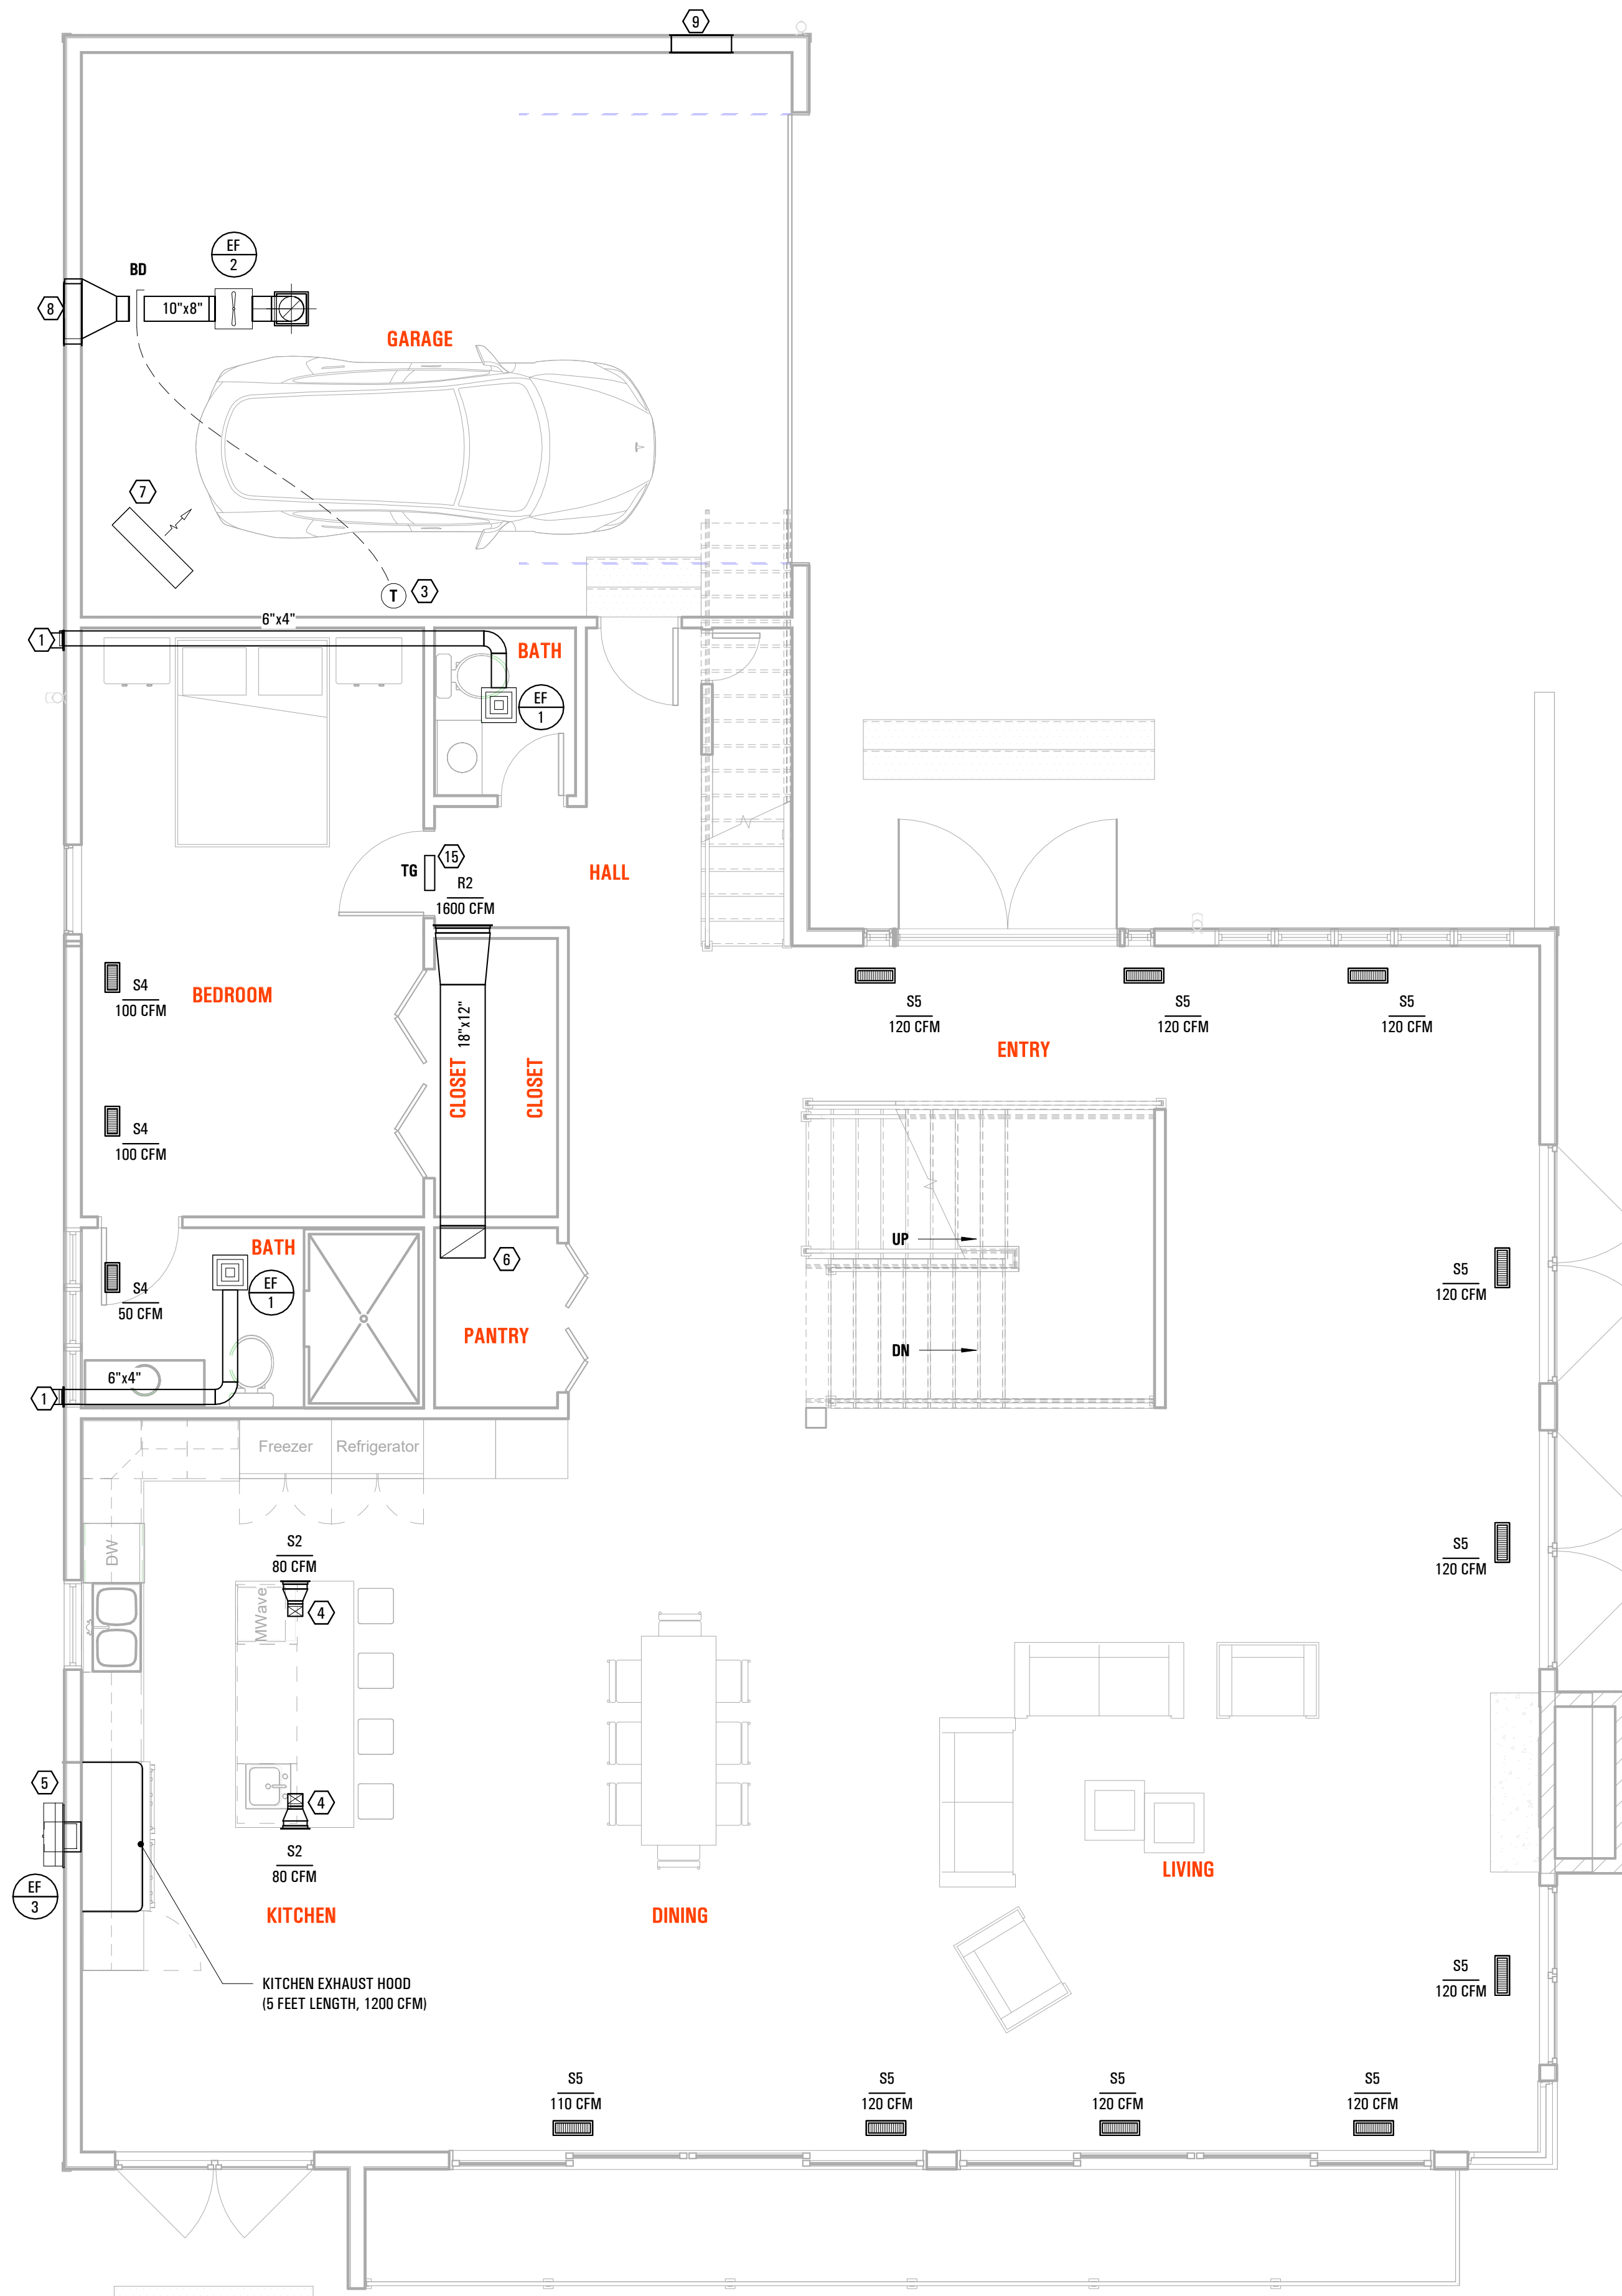 9
EF
2
BD
8
10"x8"
GARAGE
7
T
3
6"x4"
1
BATH
EF
1
15
TG
R2
1600 CFM
HALL
S4
100 CFM
BEDROOM
18"x12"
CLOSET
CLOSET
S5
120 CFM
S5
120 CFM
S5
120 CFM
ENTRY
S4
100 CFM
UP
BATH
6
EF
1
S4
50 CFM
S5
120 CFM
PANTRY
DN
6"x4"
1
Freezer
Refrigerator
DW
S2
80 CFM
S5
120 CFM
MWave
4
5
4
S2
80 CFM
LIVING
EF
3
KITCHEN
DINING
KITCHEN EXHAUST HOOD
(5 FEET LENGTH, 1200 CFM)
S5
120 CFM
S5
110 CFM
S5
120 CFM
S5
120 CFM
S5
120 CFM